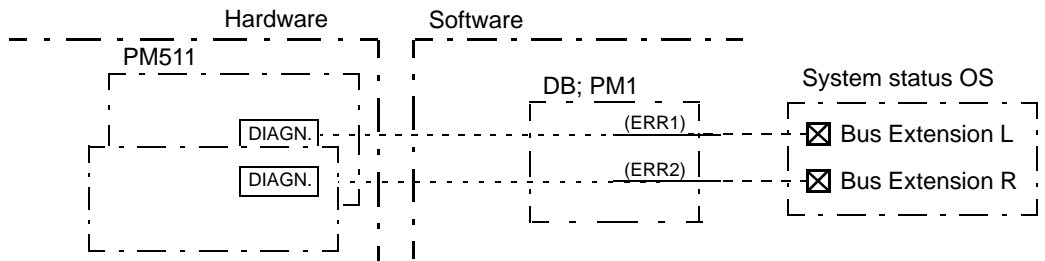 Hardware
Software
PM511
DB; PM1
System status OS
DIAGN.
(ERR1)
Bus Extension L
DIAGN.
(ERR2)
Bus Extension R